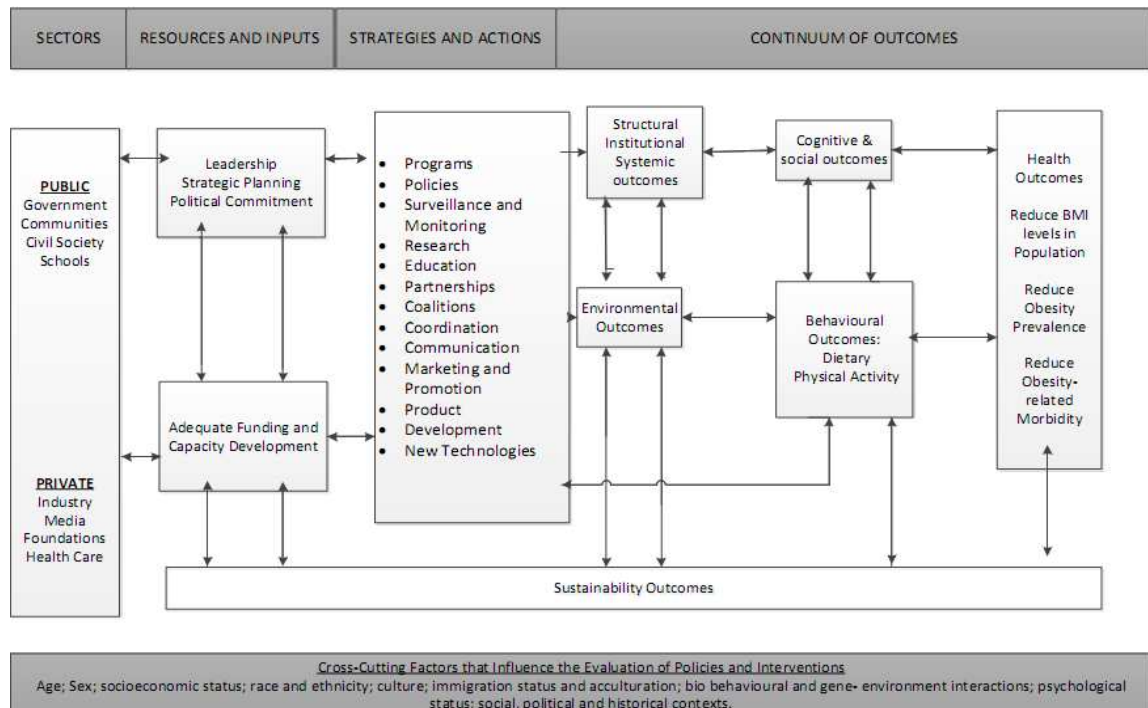 SECTORS
RESOURCES AND INPUTS
STRATEGIES AND ACTIONS
CONTINUUM OF OUTCOMES
PUBLIC
Government
Communities
Civil Society
Schools
PRIVATE
Industry
Media
Foundations
Health Care
Leadership
Strategic Planning
Political Commitment
Adequate Funding and
Capacity Development
• Programs
• Policies
• Surveillance and
Monitoring
• Research
• Education
• Partnerships
• Coalitions
• Coordination
• Communication
• Marketing and
Promotion
• Product
• Development
• New Technologies
Structural
Institutional
Systemic
outcomes
Environmental
Outcomes
Cognitive &
social outcomes
Behavioural
Outcomes:
Dietary
Physical Activity
Health
Outcomes
Reduce BMI
levels in
Population
Reduce
Obesity
Prevalence
Reduce
Obesity-
related
Morbidity
Sustainability Outcomes
Cross-Cutting Factors that Influence the Evaluation of Policies and Interventions
Age; Sex; socioeconomic status; race and ethnicity; culture; immigration status and acculturation; bio behavioural and gene- environment interactions; psychological
status; social, political and historical contexts.